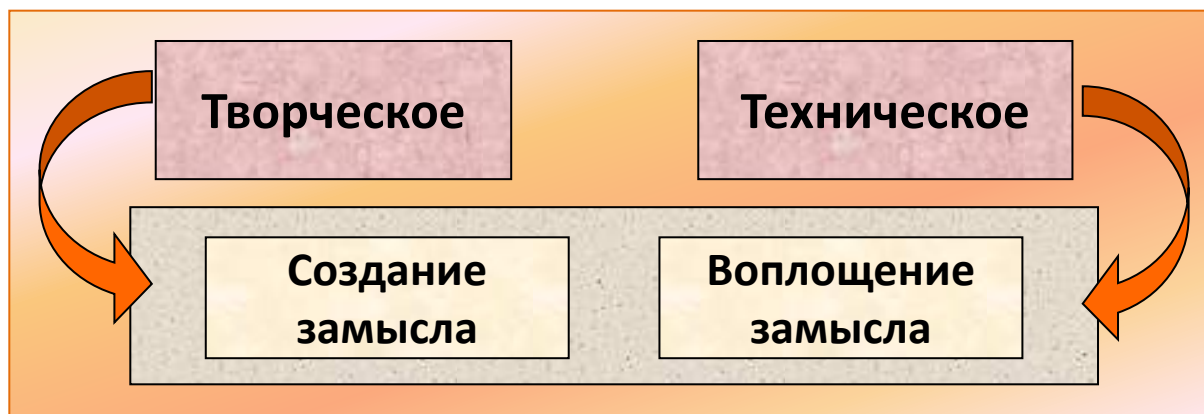 Творческое
Техническое
Создание
замысла
Воплощение
замысла